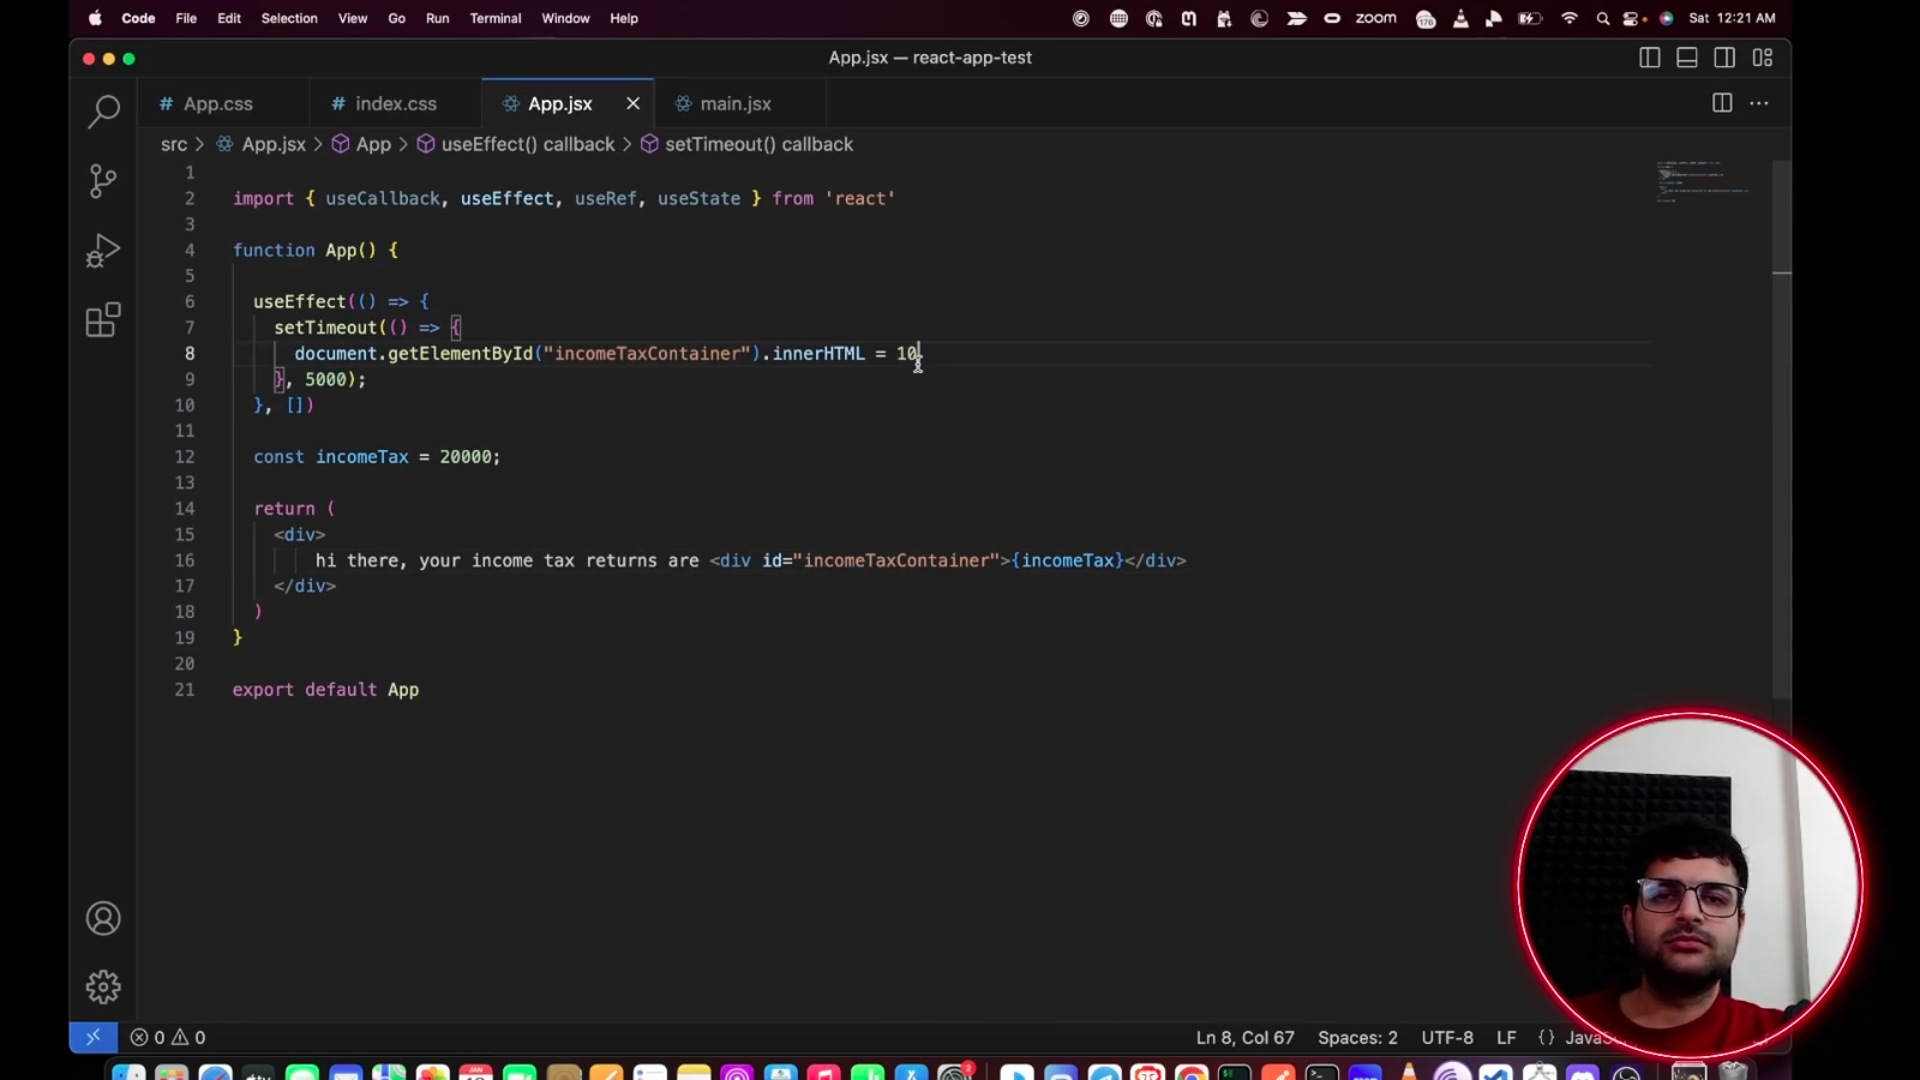 Code File Edit Selection View Go Run Terminal Window Help zoom 176 Sat 12:21 AM
App.jsx — react-app-test
# App.css # index.css App.jsx main.jsx
src > App.jsx > App > useEffect() callback > setTimeout() callback
1
2 import { useCallback, useEffect, useRef, useState } from 'react'
3
4 function App() {
5
6 useEffect(() => {
7 setTimeout(() => {
8 document.getElementById("incomeTaxContainer").innerHTML = 10
9 }, 5000);
10 }, [])
11
12 const incomeTax = 20000;
13
14 return (
15 <div>
16 hi there, your income tax returns are <div id="incomeTaxContainer">{incomeTax}</div>
17 </div>
18 )
19 }
20
21 export default App
0 0 Ln 8, Col 67 Spaces: 2 UTF-8 LF {}
JAN 2